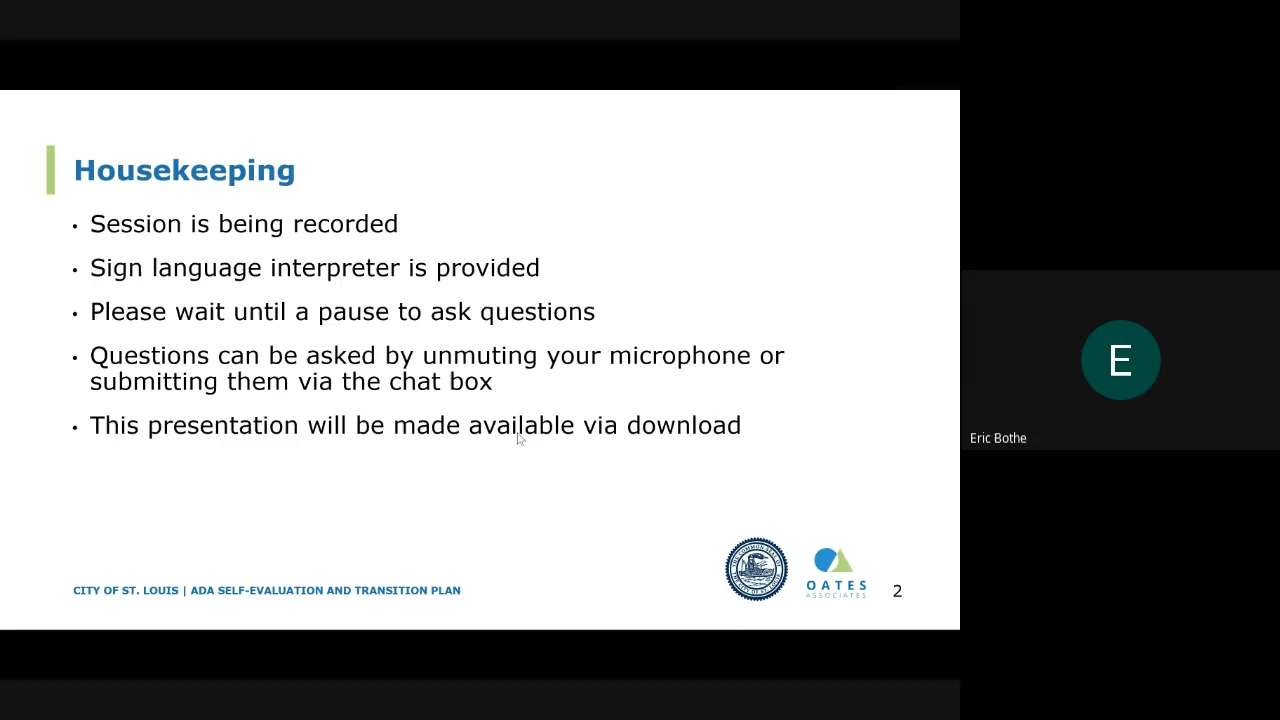 Housekeeping
• Session is being recorded
• Sign language interpreter is provided
• Please wait until a pause to ask questions
• Questions can be asked by unmuting your microphone or
submitting them via the chat box
• This presentation will be made available via download
CITY OF ST. LOUIS | ADA SELF-EVALUATION AND TRANSITION PLAN
OATES
ASSOCIATES
2
E
Eric Bothe